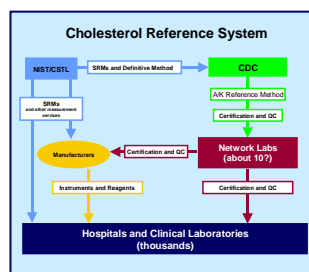 Cholesterol Reference System
NIST/CSTL
SRMs and Definitive Method
CDC
SRMs
and other measurement
services
A/K Reference Method
Certification and QC
Manufacturers
Certification and QC
Network Labs
(about 10?)
Instruments and Reagents
Certification and QC
Hospitals and Clinical Laboratories
(thousands)